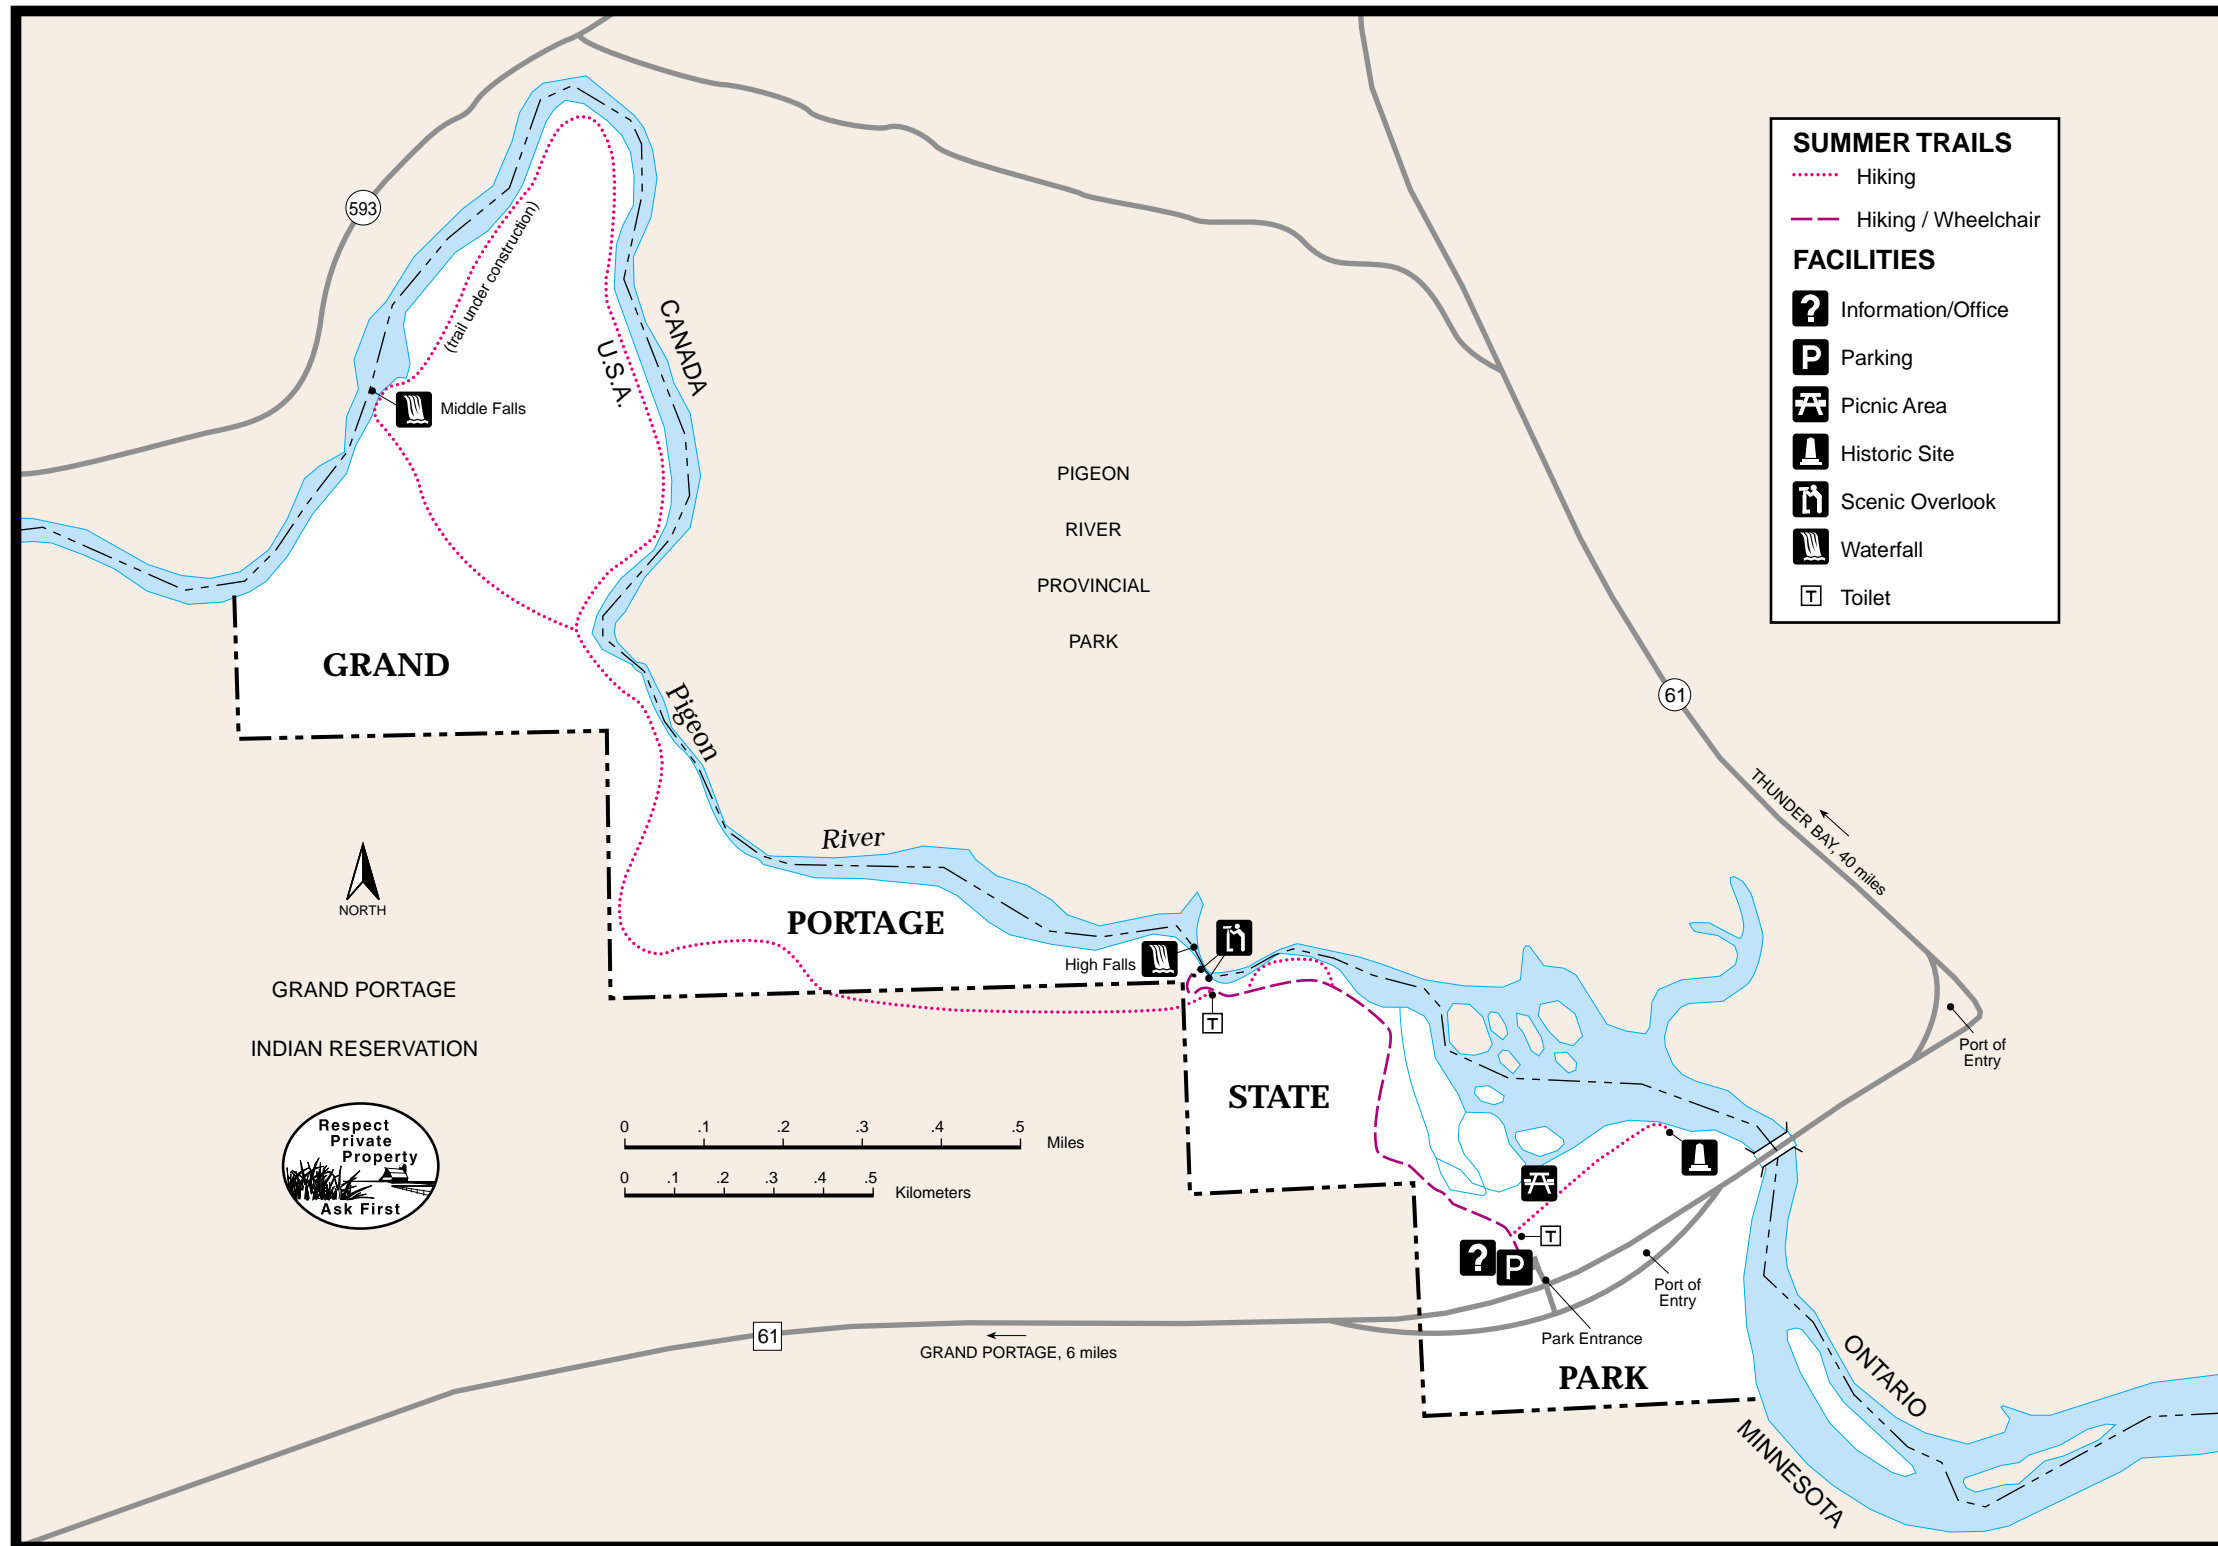 SUMMER TRAILS
Hiking
Hiking / Wheelchair
FACILITIES
?
Information/Office
P
Parking
Picnic Area
Historic Site
Scenic Overlook
Waterfall
T
Toilet
593
(trail under construction)
CANADA
U.S.A.
Middle Falls
PIGEON
RIVER
PROVINCIAL
PARK
GRAND
61
Pigeon
THUNDER BAY, 40 miles
River
NORTH
PORTAGE
High Falls
GRAND PORTAGE
INDIAN RESERVATION
T
Port of
Entry
STATE
Respect
Private
Property
Ask First
0 .1 .2 .3 .4 .5
Miles
0 .1 .2 .3 .4 .5
Kilometers
T
?
P
Port of
Entry
61
Park Entrance
GRAND PORTAGE, 6 miles
PARK
ONTARIO
MINNESOTA